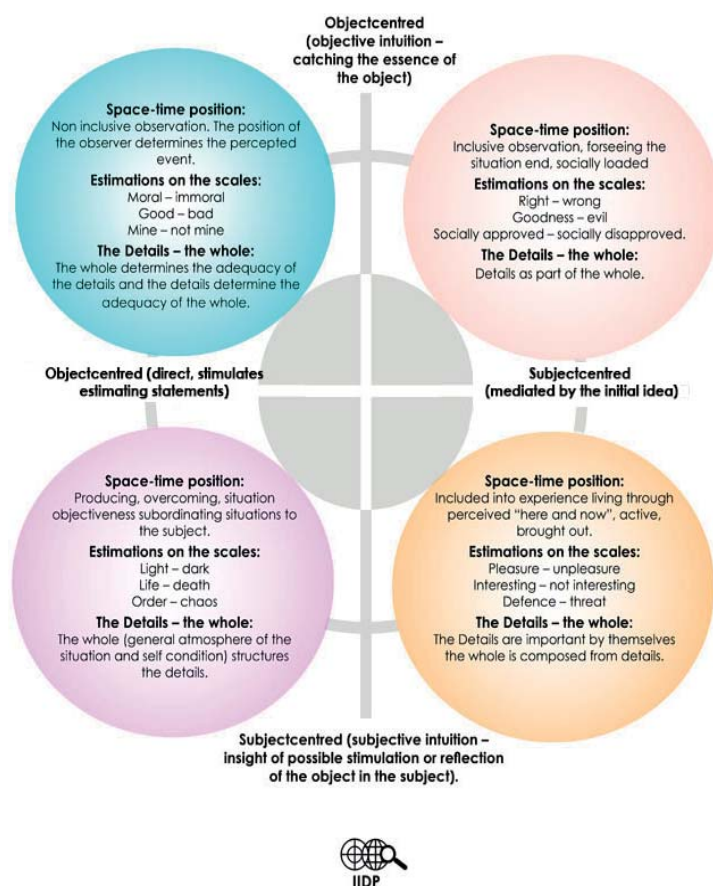 Objectcentred
(objective intuition –
catching the essence of
the object)
Space-time position:
Non inclusive observation. The position of
the observer determines the percepted
event.
Estimations on the scales:
Moral – immoral
Good – bad
Mine – not mine
The Details – the whole:
The whole determines the adequacy of
the details and the details determine the
adequacy of the whole.
Space-time position:
Inclusive observation, forseeing the
situation end, socially loaded
Estimations on the scales:
Right – wrong
Goodness – evil
Socially approved – socially disapproved.
The Details – the whole:
Details as part of the whole.
Objectcentred (direct, stimulates
estimating statements)
Subjectcentred
(mediated by the initial idea)
Space-time position:
Producing, overcoming, situation
objectiveness subordinating situations to
the subject.
Estimations on the scales:
Light – dark
Life – death
Order – chaos
The Details – the whole:
The whole (general atmosphere of the
situation and self condition) structures
the details.
Space-time position:
Included into experience living through
perceived "here and now", active,
brought out.
Estimations on the scales:
Pleasure – unpleasure
Interesting – not interesting
Defence – threat
The Details – the whole:
The Details are important by themselves
the whole is composed from details.
Subjectcentred (subjective intuition –
insight of possible stimulation or reflection
of the object in the subject).
IIDP